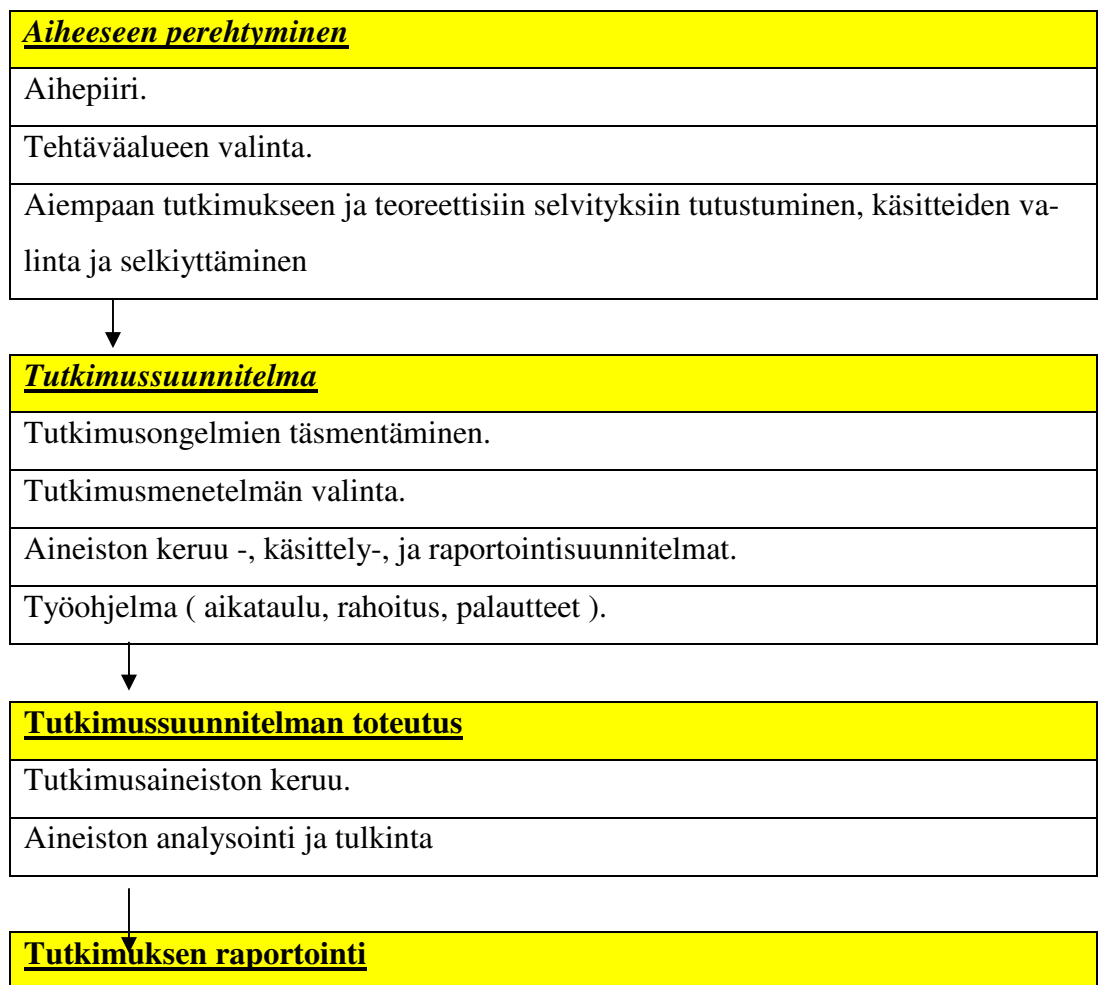 Aiheeseen perehtyminen
Aihepiiri.
Tehtäväalueen valinta.
Aiempaan tutkimukseen ja teoreettisiin selvityksiin tutustuminen, käsitteiden va-
linta ja selkiyttäminen
Tutkimussuunnitelma
Tutkimusongelmien täsmentäminen.
Tutkimusmenetelmän valinta.
Aineiston keruu -, käsittely-, ja raportointisuunnitelmat.
Työohjelma ( aikataulu, rahoitus, palautteet ).
Tutkimussuunnitelman toteutus
Tutkimusaineiston keruu.
Aineiston analysointi ja tulkinta
Tutkimuksen raportointi